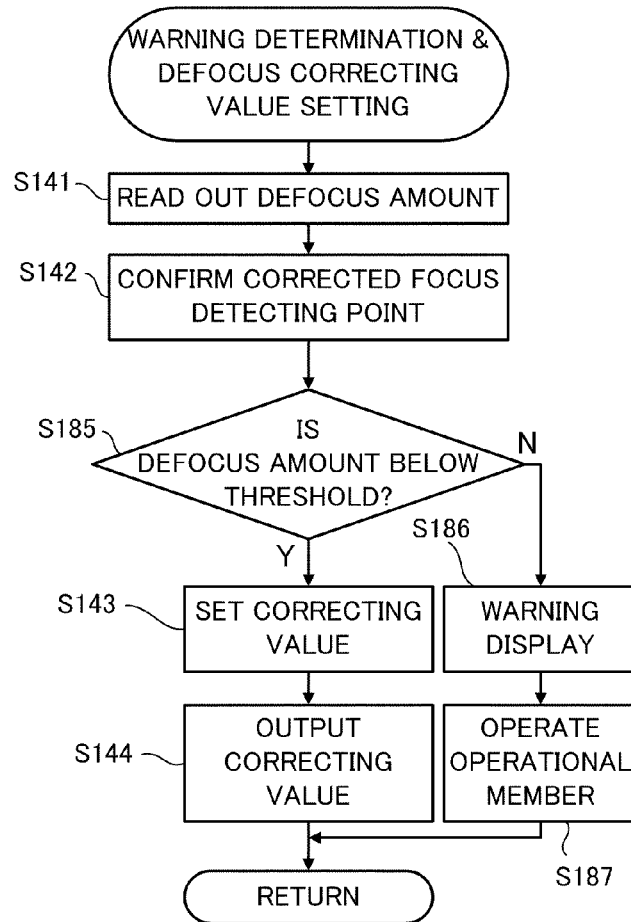 WARNING DETERMINATION &
DEFOCUS CORRECTING
VALUE SETTING
S141
READ OUT DEFOCUS AMOUNT
S142
CONFIRM CORRECTED FOCUS
DETECTING POINT
S185
IS
DEFOCUS AMOUNT BELOW
THRESHOLD?
N
Y
S186
S143
SET CORRECTING
VALUE
WARNING
DISPLAY
S144
OUTPUT
CORRECTING
VALUE
OPERATE
OPERATIONAL
MEMBER
S187
RETURN